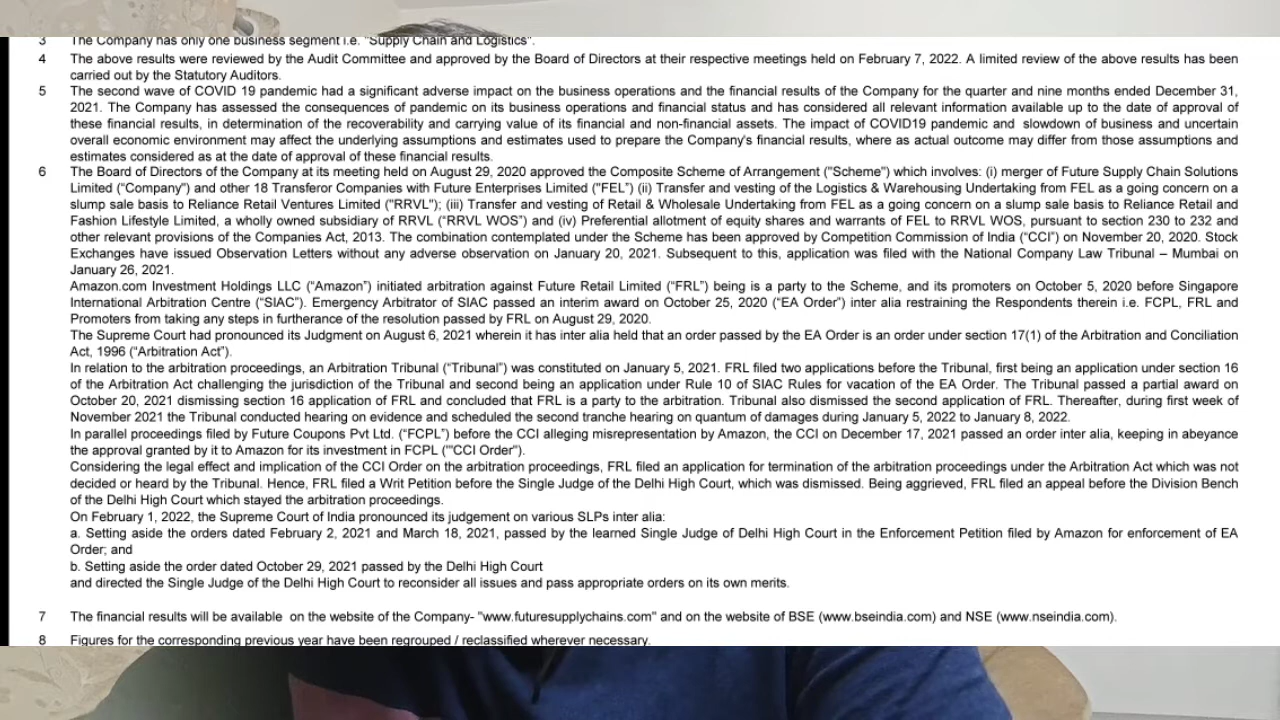 3 The Company has only one business segment i.e. "Supply Chain and Logistics".
4 The above results were reviewed by the Audit Committee and approved by the Board of Directors at their respective meetings held on February 7, 2022. A limited review of the above results has been
carried out by the Statutory Auditors.
5 The second wave of COVID 19 pandemic had a significant adverse impact on the business operations and the financial results of the Company for the quarter and nine months ended December 31,
2021. The Company has assessed the consequences of pandemic on its business operations and financial status and has considered all relevant information available up to the date of approval of
these financial results, in determination of the recoverability and carrying value of its financial and non-financial assets. The impact of COVID19 pandemic and slowdown of business and uncertain
overall economic environment may affect the underlying assumptions and estimates used to prepare the Company's financial results, where as actual outcome may differ from those assumptions and
estimates considered as at the date of approval of these financial results.
6 The Board of Directors of the Company at its meeting held on August 29, 2020 approved the Composite Scheme of Arrangement ("Scheme") which involves: (i) merger of Future Supply Chain Solutions
Limited (“Company”) and other 18 Transferor Companies with Future Enterprises Limited ("FEL”) (ii) Transfer and vesting of the Logistics & Warehousing Undertaking from FEL as a going concern on a
slump sale basis to Reliance Retail Ventures Limited ("RRVL"); (iii) Transfer and vesting of Retail & Wholesale Undertaking from FEL as a going concern on a slump sale basis to Reliance Retail and
Fashion Lifestyle Limited, a wholly owned subsidiary of RRVL (“RRVL WOS”) and (iv) Preferential allotment of equity shares and warrants of FEL to RRVL WOS, pursuant to section 230 to 232 and
other relevant provisions of the Companies Act, 2013. The combination contemplated under the Scheme has been approved by Competition Commission of India (“CCI”) on November 20, 2020. Stock
Exchanges have issued Observation Letters without any adverse observation on January 20, 2021. Subsequent to this, application was filed with the National Company Law Tribunal – Mumbai on
January 26, 2021.
Amazon.com Investment Holdings LLC (“Amazon”) initiated arbitration against Future Retail Limited (“FRL”) being is a party to the Scheme, and its promoters on October 5, 2020 before Singapore
International Arbitration Centre (“SIAC”). Emergency Arbitrator of SIAC passed an interim award on October 25, 2020 (“EA Order”) inter alia restraining the Respondents therein i.e. FCPL, FRL and
Promoters from taking any steps in furtherance of the resolution passed by FRL on August 29, 2020.
The Supreme Court had pronounced its Judgment on August 6, 2021 wherein it has inter alia held that an order passed by the EA Order is an order under section 17(1) of the Arbitration and Conciliation
Act, 1996 (“Arbitration Act”).
In relation to the arbitration proceedings, an Arbitration Tribunal (“Tribunal”) was constituted on January 5, 2021. FRL filed two applications before the Tribunal, first being an application under section 16
of the Arbitration Act challenging the jurisdiction of the Tribunal and second being an application under Rule 10 of SIAC Rules for vacation of the EA Order. The Tribunal passed a partial award on
October 20, 2021 dismissing section 16 application of FRL and concluded that FRL is a party to the arbitration. Tribunal also dismissed the second application of FRL. Thereafter, during first week of
November 2021 the Tribunal conducted hearing on evidence and scheduled the second tranche hearing on quantum of damages during January 5, 2022 to January 8, 2022.
In parallel proceedings filed by Future Coupons Pvt Ltd. (“FCPL”) before the CCI alleging misrepresentation by Amazon, the CCI on December 17, 2021 passed an order inter alia, keeping in abeyance
the approval granted by it to Amazon for its investment in FCPL ("“CCI Order”).
Considering the legal effect and implication of the CCI Order on the arbitration proceedings, FRL filed an application for termination of the arbitration proceedings under the Arbitration Act which was not
decided or heard by the Tribunal. Hence, FRL filed a Writ Petition before the Single Judge of the Delhi High Court, which was dismissed. Being aggrieved, FRL filed an appeal before the Division Bench
of the Delhi High Court which stayed the arbitration proceedings.
On February 1, 2022, the Supreme Court of India pronounced its judgement on various SLPs inter alia:
a. Setting aside the orders dated February 2, 2021 and March 18, 2021, passed by the learned Single Judge of Delhi High Court in the Enforcement Petition filed by Amazon for enforcement of EA
Order; and
b. Setting aside the order dated October 29, 2021 passed by the Delhi High Court
and directed the Single Judge of the Delhi High Court to reconsider all issues and pass appropriate orders on its own merits.
7 The financial results will be available on the website of the Company- "www.futuresupplychains.com" and on the website of BSE (www.bseindia.com) and NSE (www.nseindia.com).
8 Figures for the corresponding previous year have been regrouped / reclassified wherever necessary.